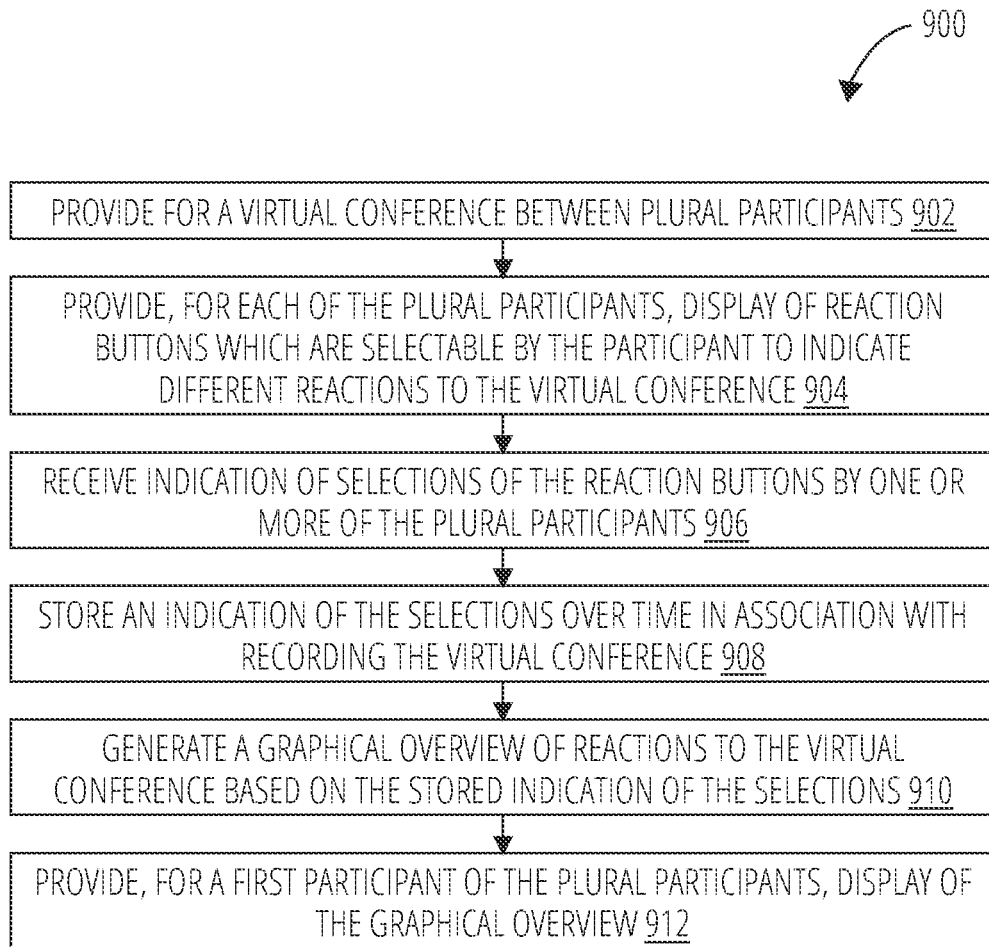 900
PROVIDE FOR A VIRTUAL CONFERENCE BETWEEN PLURAL PARTICIPANTS 902
PROVIDE, FOR EACH OF THE PLURAL PARTICIPANTS, DISPLAY OF REACTION
BUTTONS WHICH ARE SELECTABLE BY THE PARTICIPANT TO INDICATE
DIFFERENT REACTIONS TO THE VIRTUAL CONFERENCE 904
RECEIVE INDICATION OF SELECTIONS OF THE REACTION BUTTONS BY ONE OR
MORE OF THE PLURAL PARTICIPANTS 906
STORE AN INDICATION OF THE SELECTIONS OVER TIME IN ASSOCIATION WITH
RECORDING THE VIRTUAL CONFERENCE 908
GENERATE A GRAPHICAL OVERVIEW OF REACTIONS TO THE VIRTUAL
CONFERENCE BASED ON THE STORED INDICATION OF THE SELECTIONS 910
PROVIDE, FOR A FIRST PARTICIPANT OF THE PLURAL PARTICIPANTS, DISPLAY OF
THE GRAPHICAL OVERVIEW 912